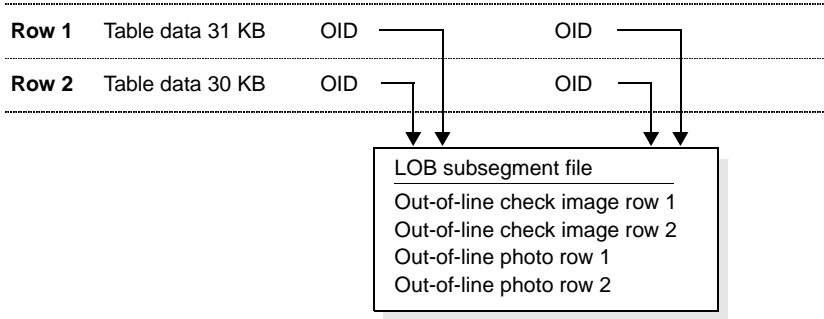 Row 1 Table data 31 KB OID OID
Row 2 Table data 30 KB OID OID
LOB subsegment file
Out-of-line check image row 1
Out-of-line check image row 2
Out-of-line photo row 1
Out-of-line photo row 2